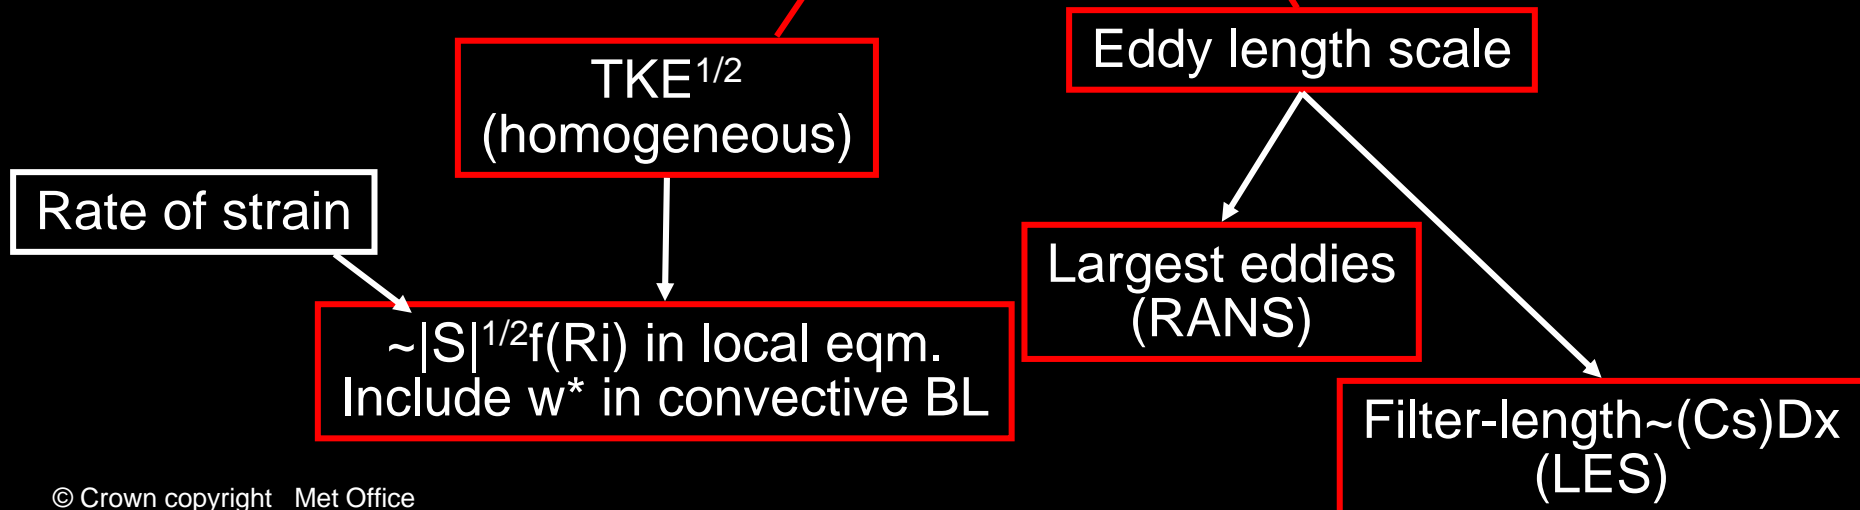 Eddy length scale
TKE1/2
(homogeneous)
Rate of strain
Largest eddies
(RANS)
~|S|1/2f(Ri) in local eqm.
Include w* in convective BL
Filter-length~(Cs)Dx
(LES)
© Crown copyright Met Office